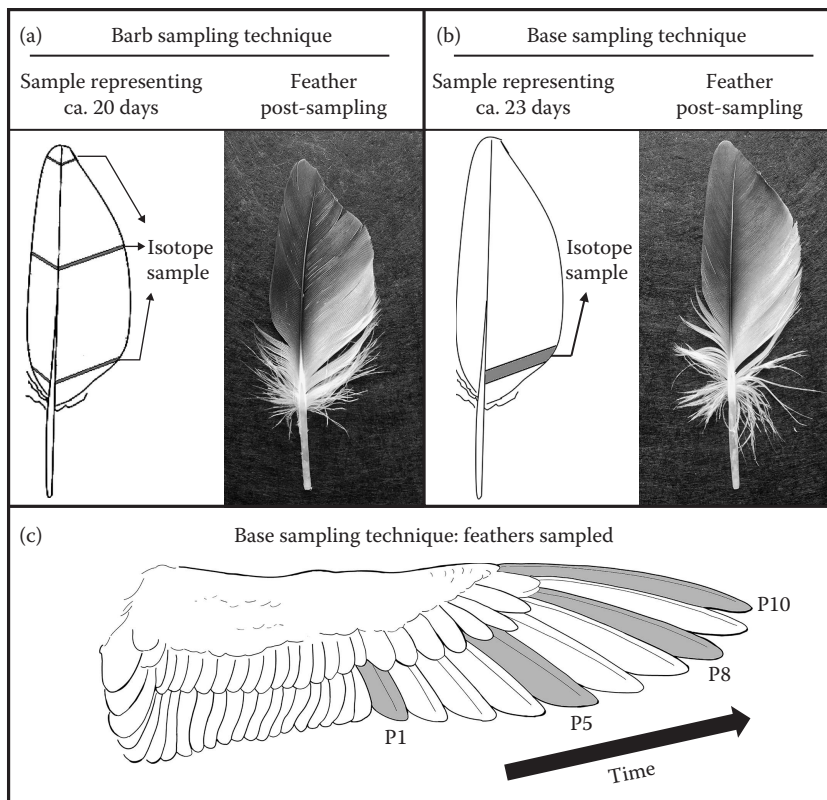 (a)
Barb sampling technique
Sample representing
ca. 20 days
Feather
post-sampling
Isotope
sample
(b)
Base sampling technique
Sample representing
ca. 23 days
Feather
post-sampling
Isotope
sample
(c)
Base sampling technique: feathers sampled
P10
P8
P5
P1
Time